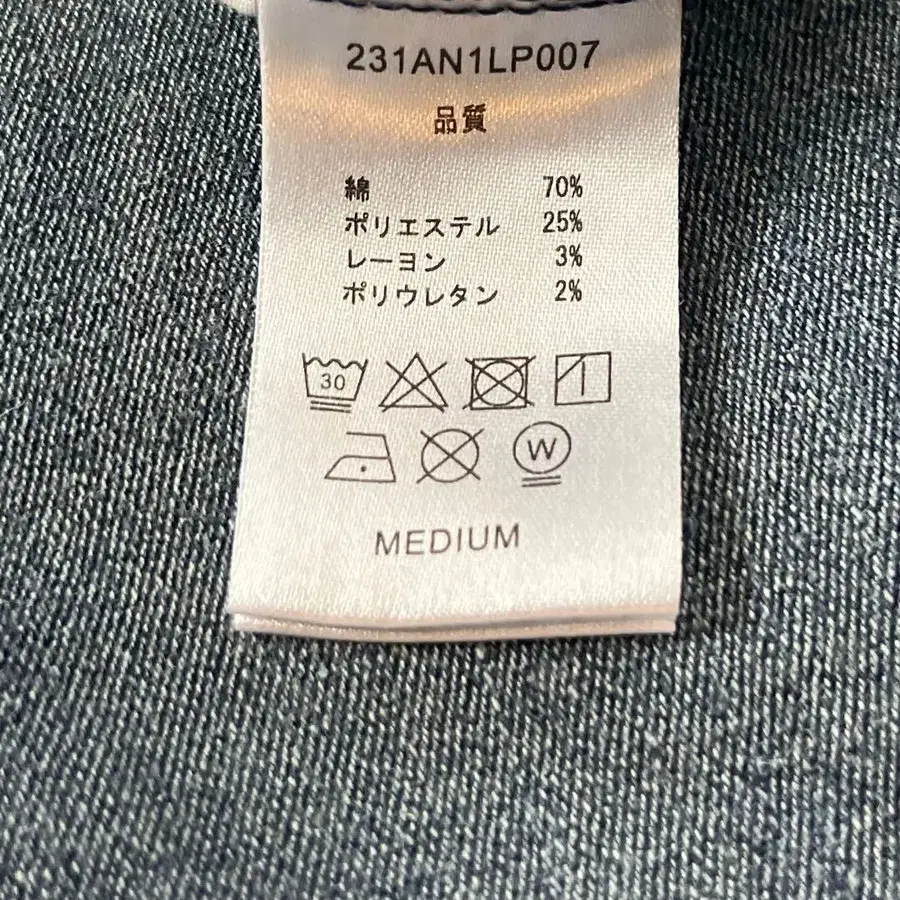 231AN1LP007
品質
綿 70%
ポリエステル 25%
レーヨン 3%
ポリウレタン 2%
30
W
MEDIUM